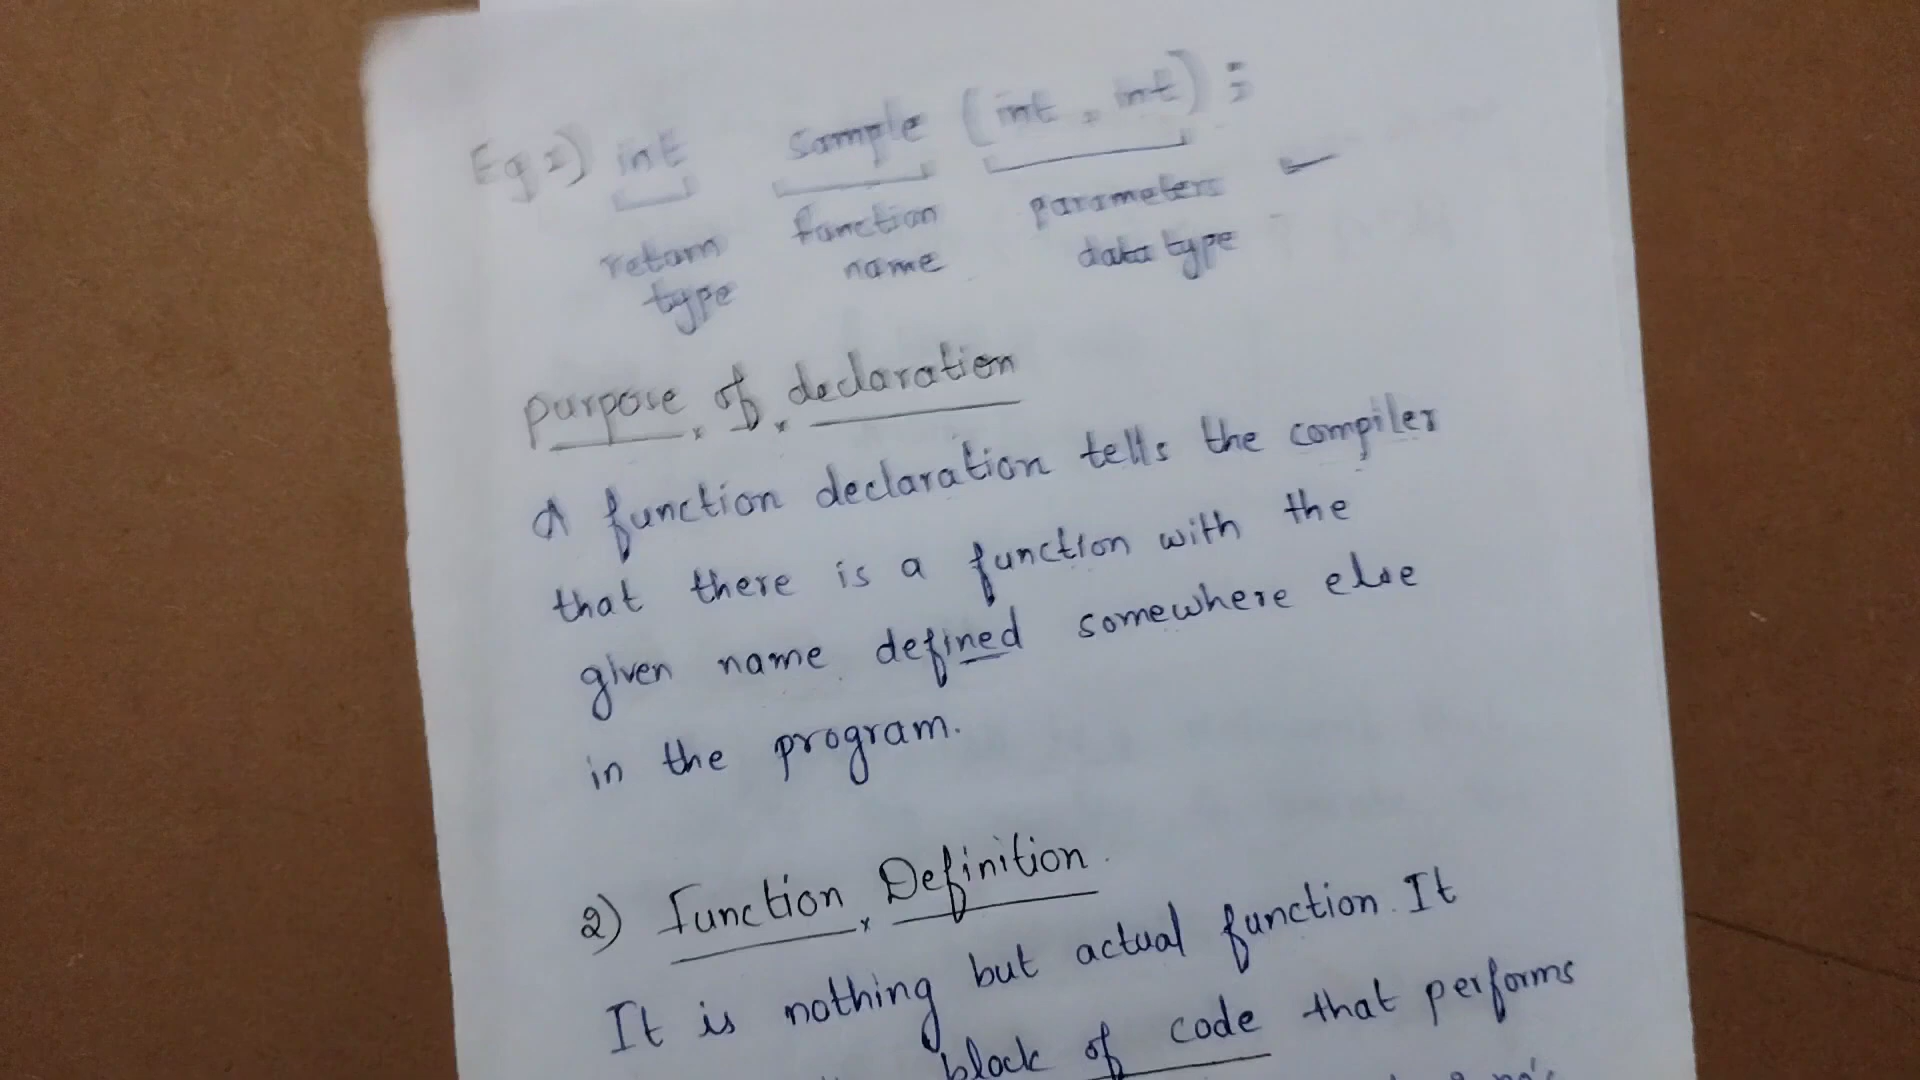 Eg 2) int sample (int, int);
return type function name parameters data type
purpose of declaration
A function declaration tells the compiler
that there is a function with the
given name defined somewhere else
in the program.
2) Function Definition
It is nothing but actual function. It
block of code that performs